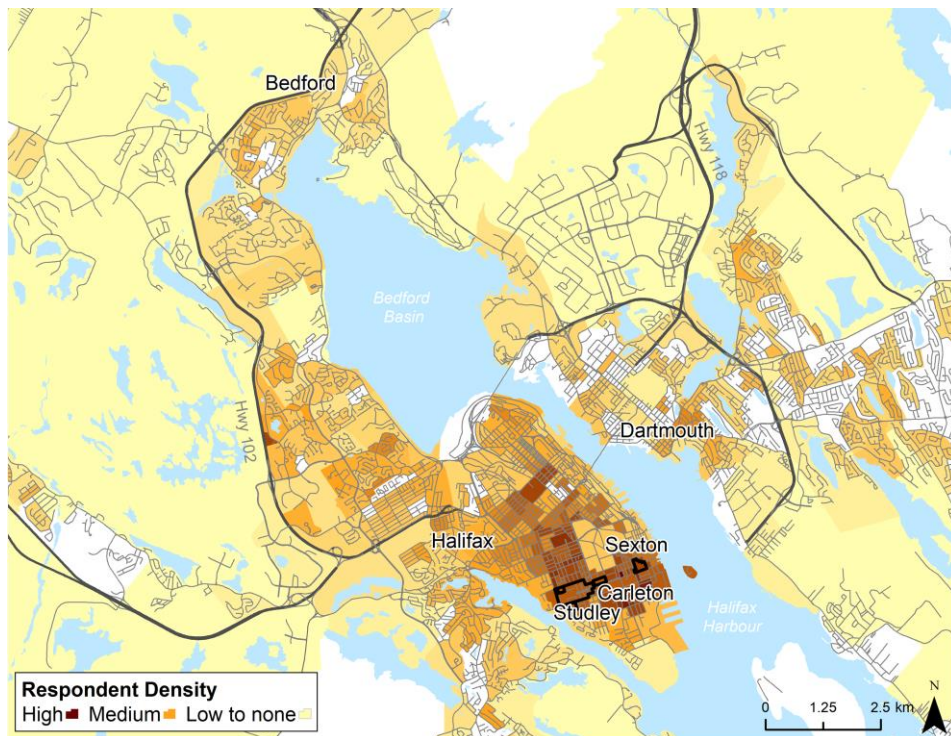 Bedford
Hwy 118
Bedford
Basin
Hwy 102
Dartmouth
Halifax
Sexton
Carleton
Studley
Halifax
Harbour
Respondent Density
High Medium Low to none
N
0 1.25 2.5 km